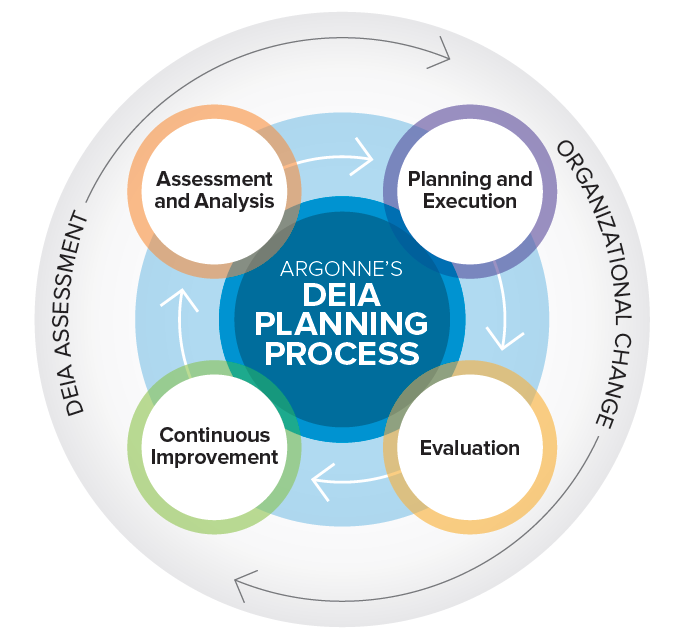 Assessment
and Analysis
Planning and
Execution
ORGANIZATIONAL CHANGE
DEIA ASSESSMENT
ARGONNE'S
DEIA
PLANNING
PROCESS
Continuous
Improvement
Evaluation